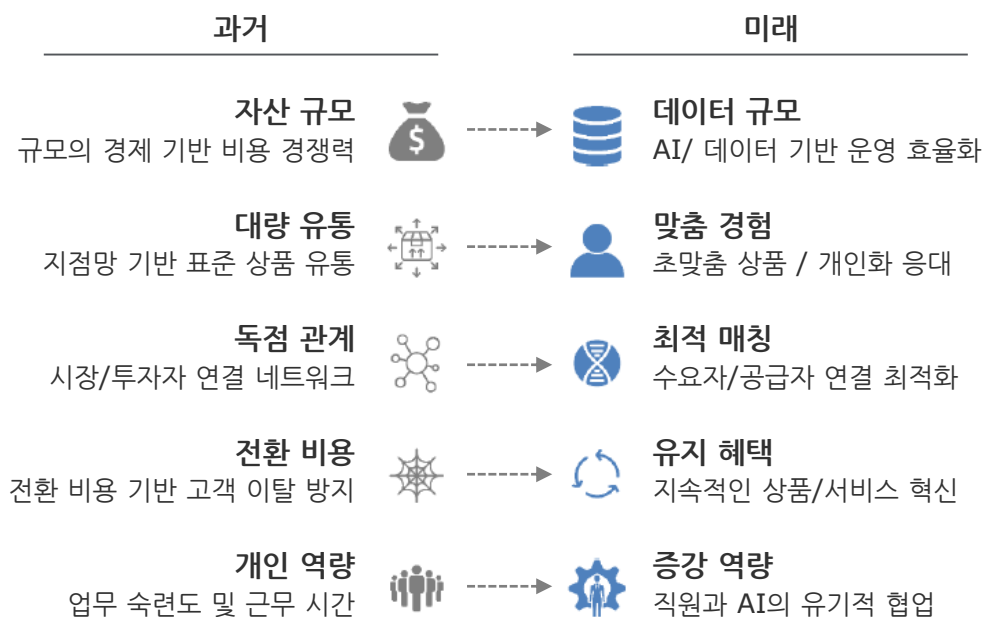 과거
미래
자산 규모
규모의 경제 기반 비용 경쟁력
$
데이터 규모
AI/ 데이터 기반 운영 효율화
대량 유통
지점망 기반 표준 상품 유통
맞춤 경험
초맞춤 상품 / 개인화 응대
독점 관계
시장/투자자 연결 네트워크
최적 매칭
수요자/공급자 연결 최적화
전환 비용
전환 비용 기반 고객 이탈 방지
유지 혜택
지속적인 상품/서비스 혁신
개인 역량
업무 숙련도 및 근무 시간
증강 역량
직원과 AI의 유기적 협업